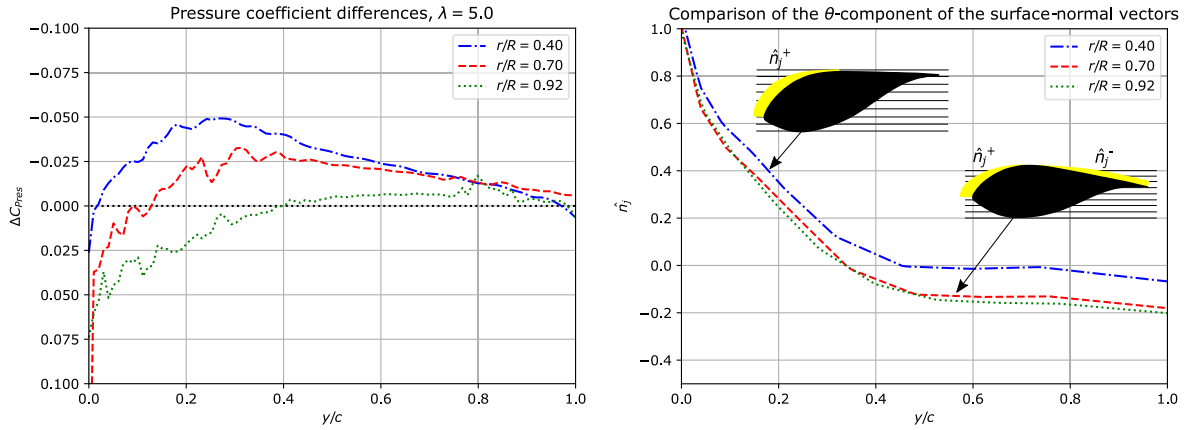 Pressure coefficient differences, λ = 5.0
−0.100
−0.075
−0.050
−0.025
0.000
0.025
0.050
0.075
0.100
ΔC_Pres
0.0 0.2 0.4 0.6 0.8 1.0
y/c
r/R = 0.40
r/R = 0.70
r/R = 0.92
Comparison of the θ-component of the surface-normal vectors
1.0
0.8
0.6
0.4
0.2
0.0
−0.2
−0.4
n̂_j
0.0 0.2 0.4 0.6 0.8 1.0
y/c
n̂_j⁺
r/R = 0.40
r/R = 0.70
r/R = 0.92
n̂_j⁺ n̂_j⁻